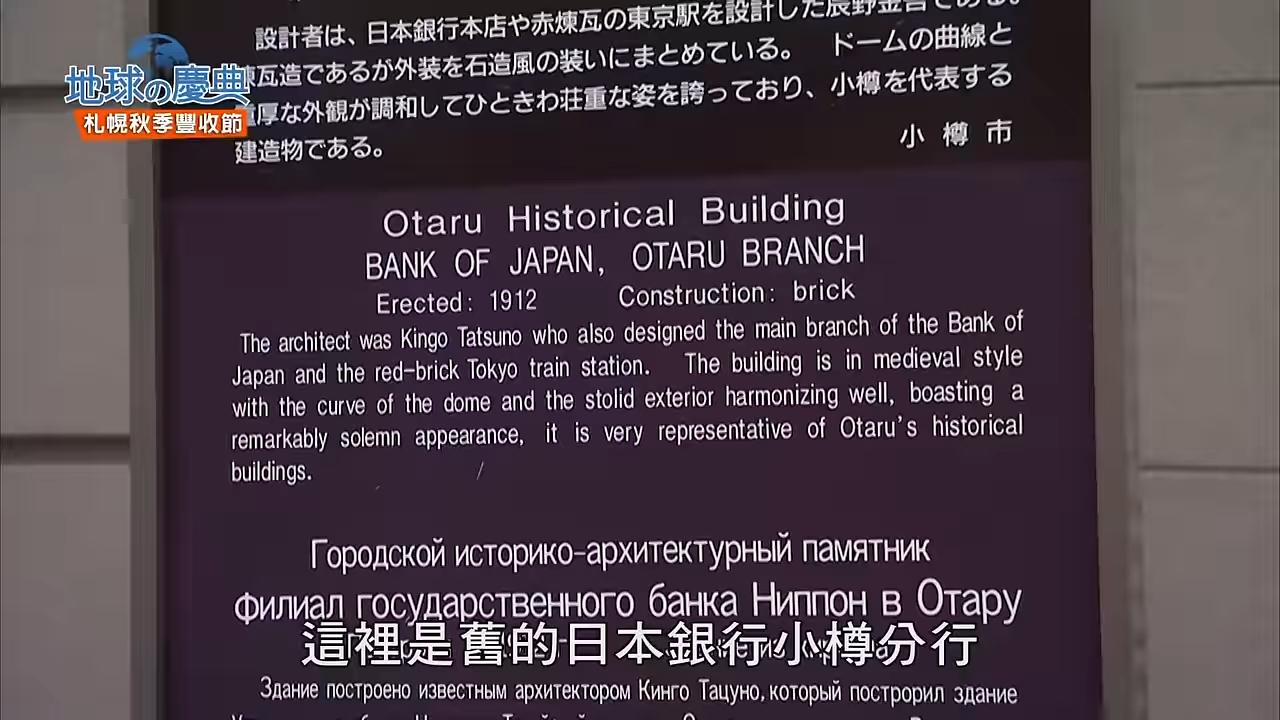 設計者は、日本銀行本店や赤煉瓦の東京駅を設計した辰野金吾である。
地球の慶典
煉瓦造であるが外装を石造風の装いにまとめている。 ドームの曲線と
札幌秋季豐收節
重厚な外観が調和してひときわ荘重な姿を誇っており、小樽を代表する
建造物である。
小樽市
Otaru Historical Building
BANK OF JAPAN, OTARU BRANCH
Erected: 1912 Construction: brick
The architect was Kingo Tatsuno who also designed the main branch of the Bank of
Japan and the red-brick Tokyo train station. The building is in medieval style
with the curve of the dome and the stolid exterior harmonizing well, boasting a
remarkably solemn appearance, it is very representative of Otaru's historical
buildings.
Городской историко-архитектурный памятник
Филиал государственного банка Ниппон в Отару
這裡是舊的日本銀行小樽分行
Здание построено известным архитектором Кинго Тацуно, который построрил здание